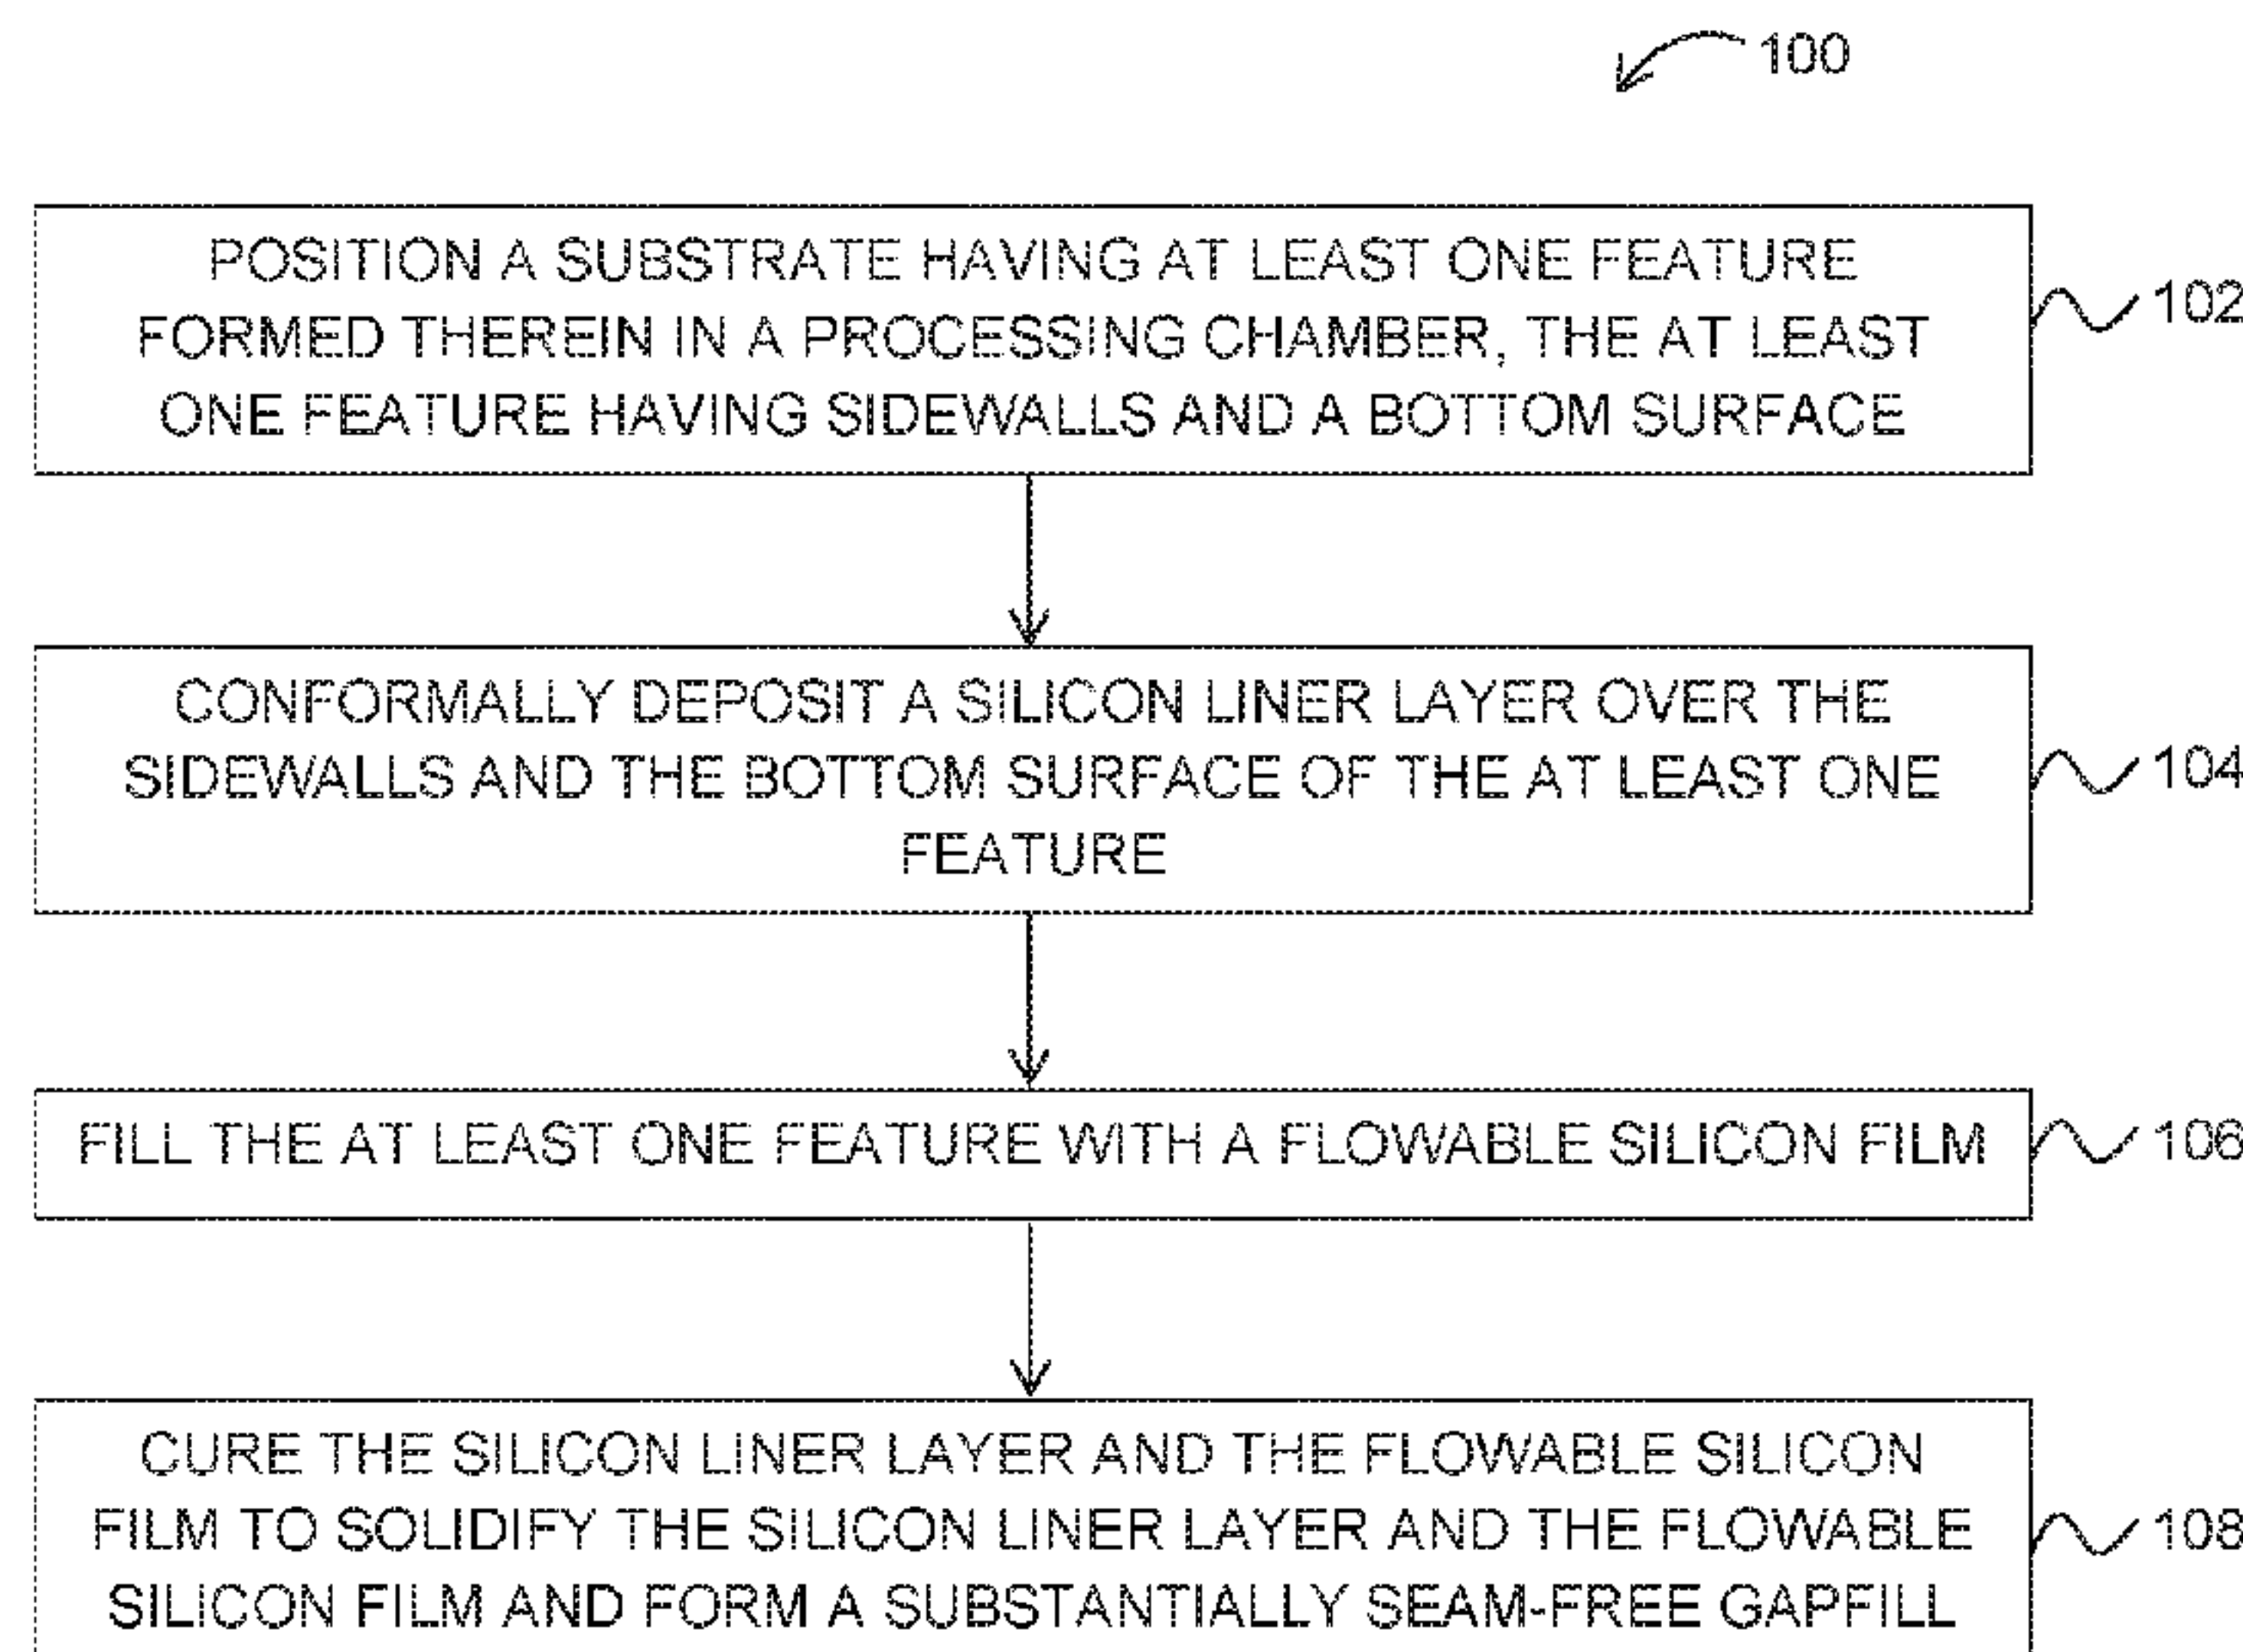 100
POSITION A SUBSTRATE HAVING AT LEAST ONE FEATURE
FORMED THEREIN IN A PROCESSING CHAMBER, THE AT LEAST
ONE FEATURE HAVING SIDEWALLS AND A BOTTOM SURFACE
102
CONFORMALLY DEPOSIT A SILICON LINER LAYER OVER THE
SIDEWALLS AND THE BOTTOM SURFACE OF THE AT LEAST ONE
FEATURE
104
FILL THE AT LEAST ONE FEATURE WITH A FLOWABLE SILICON FILM
106
CURE THE SILICON LINER LAYER AND THE FLOWABLE SILICON
FILM TO SOLIDIFY THE SILICON LINER LAYER AND THE FLOWABLE
SILICON FILM AND FORM A SUBSTANTIALLY SEAM-FREE GAPFILL
108